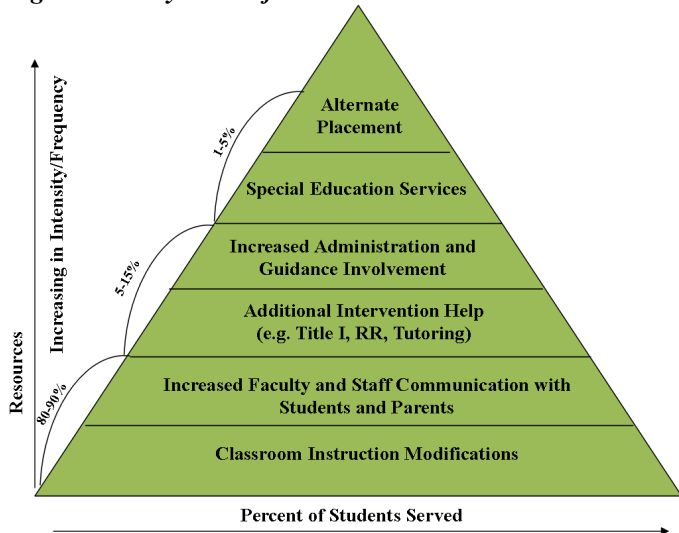 Alternate
Placement
1-5%
Special Education Services
Increased Administration and
Guidance Involvement
5-15%
Additional Intervention Help
(e.g. Title I, RR, Tutoring)
80-90%
Increased Faculty and Staff Communication with
Students and Parents
Classroom Instruction Modifications
Resources
Increasing in Intensity/Frequency
Percent of Students Served